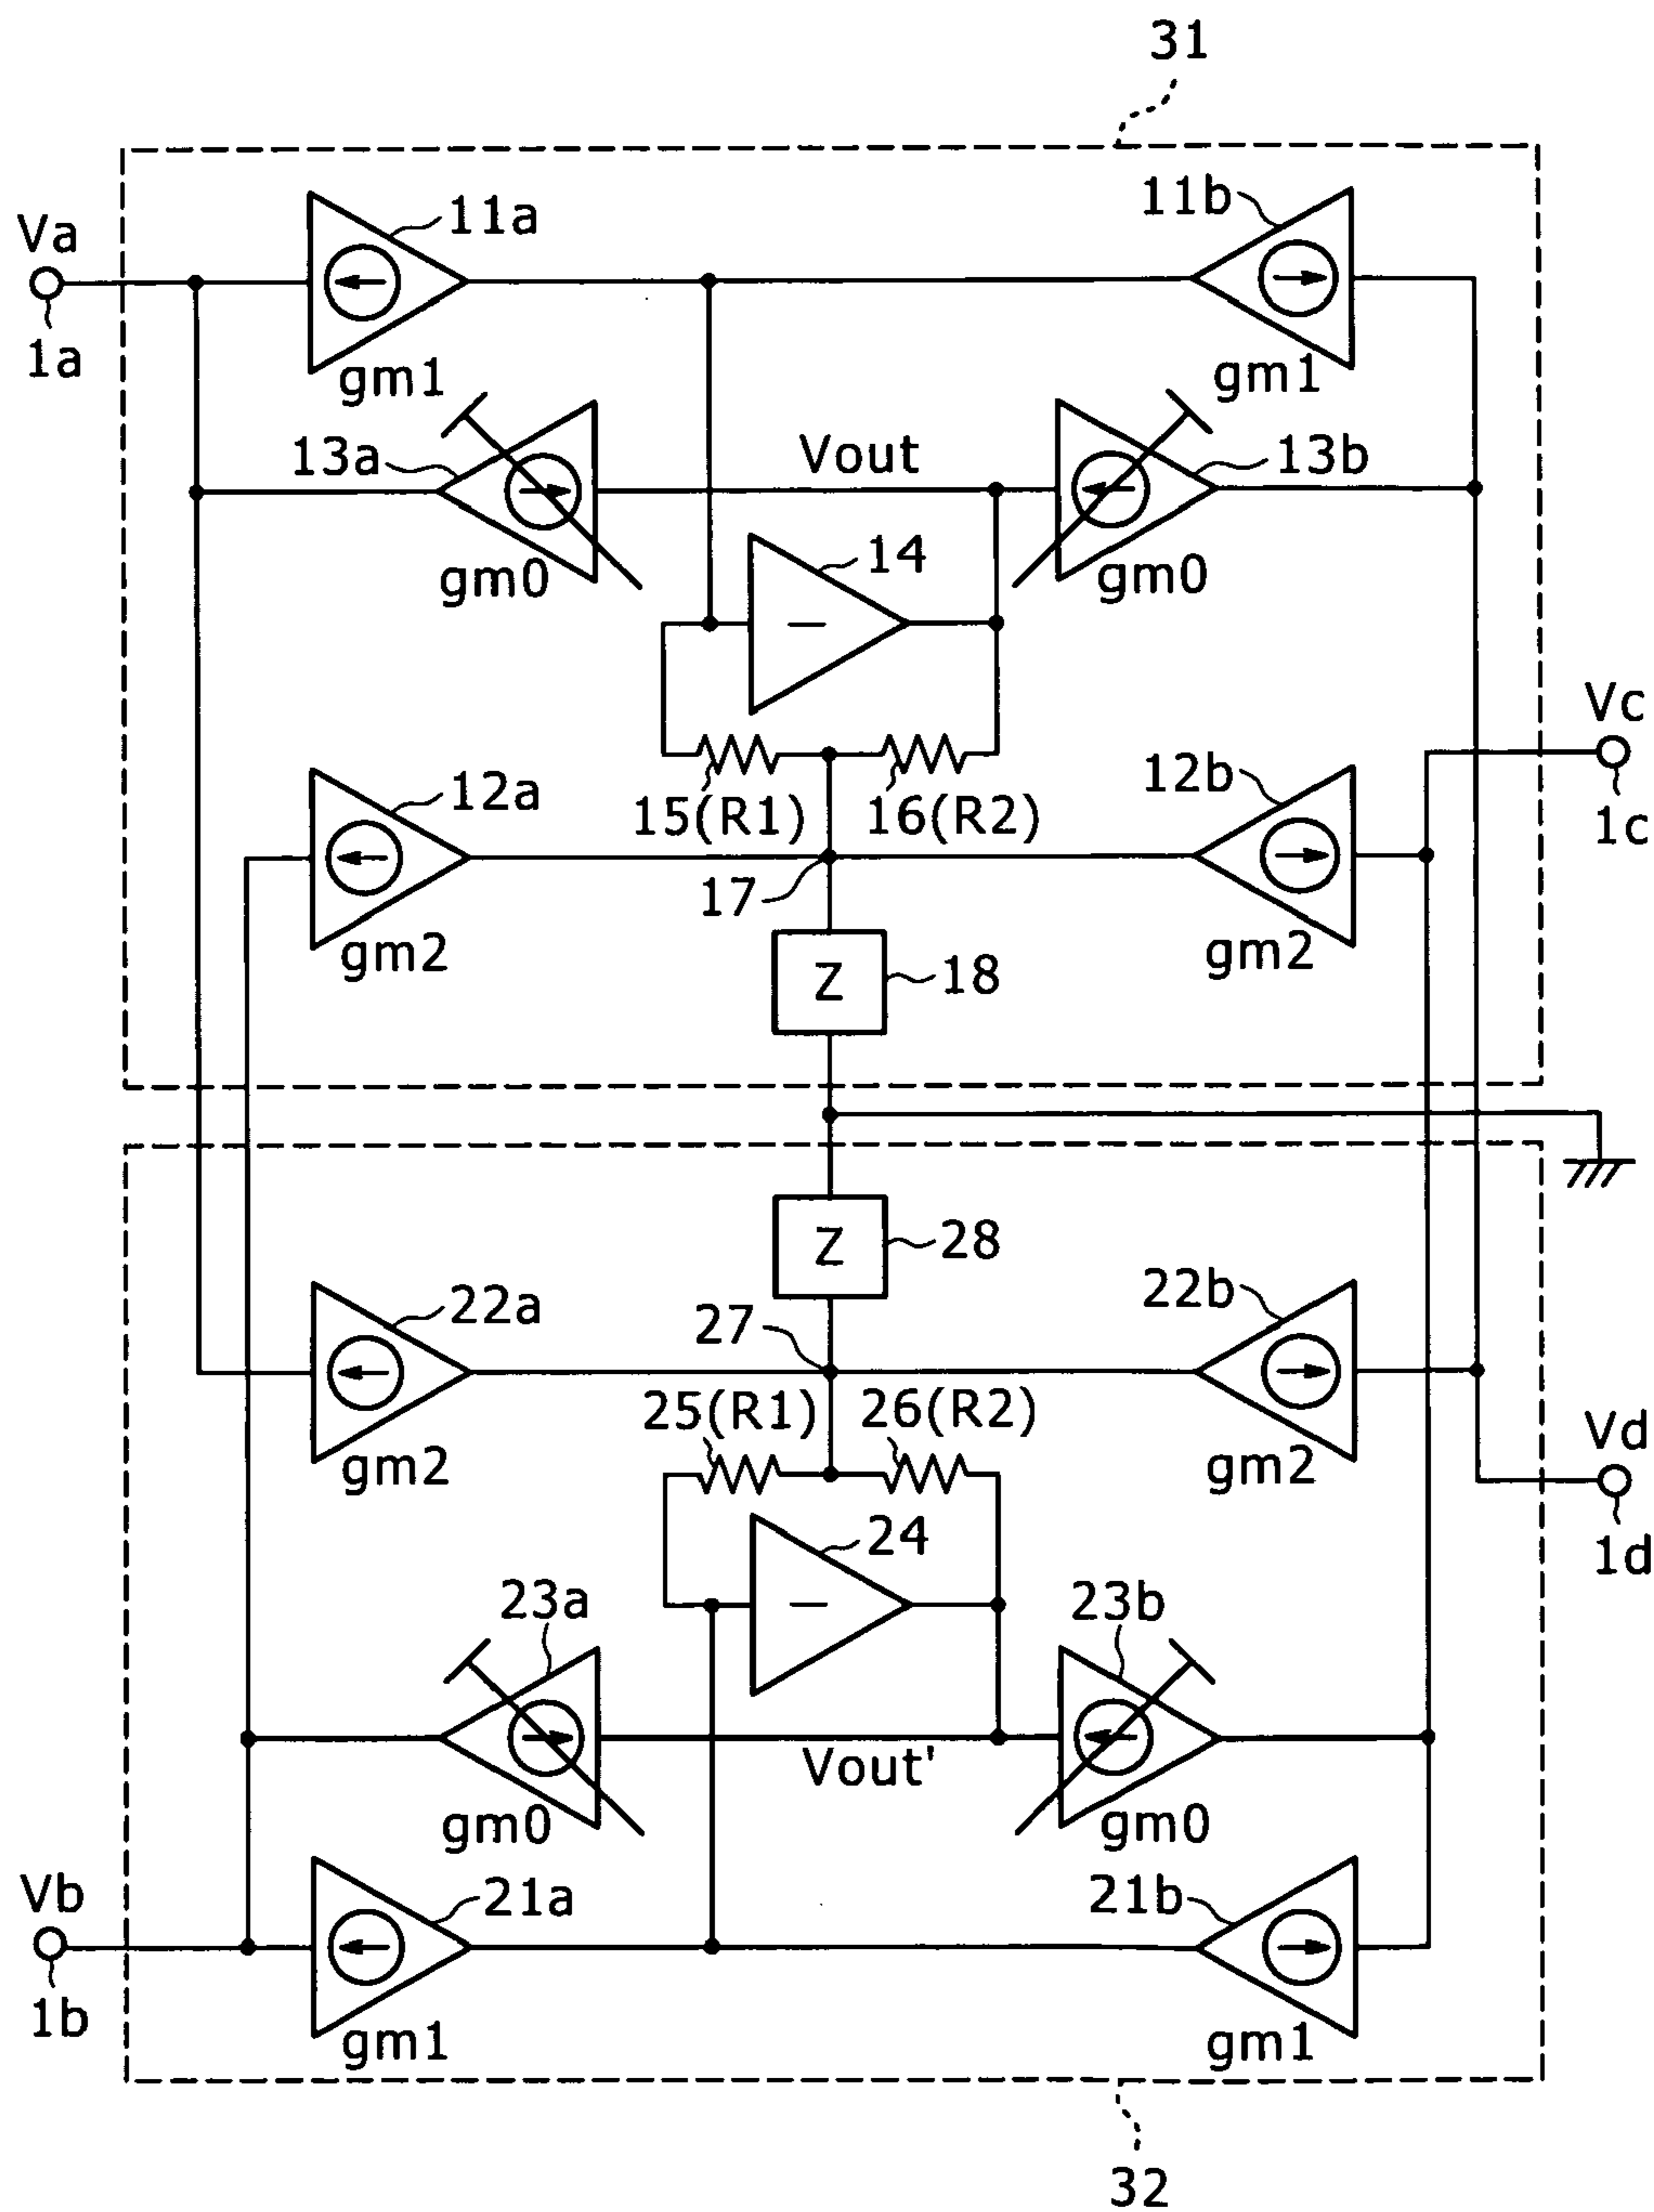 31
Va
11a
11b
1a
gm1
gm1
13a
Vout
13b
gm0
14
gm0
Vc
12a
15(R1)
16(R2)
12b
1c
17
gm2
gm2
Z
18
Z
28
22a
27
22b
25(R1)
26(R2)
Vd
gm2
gm2
24
1d
23a
23b
Vout'
gm0
gm0
Vb
21a
21b
1b
gm1
gm1
32